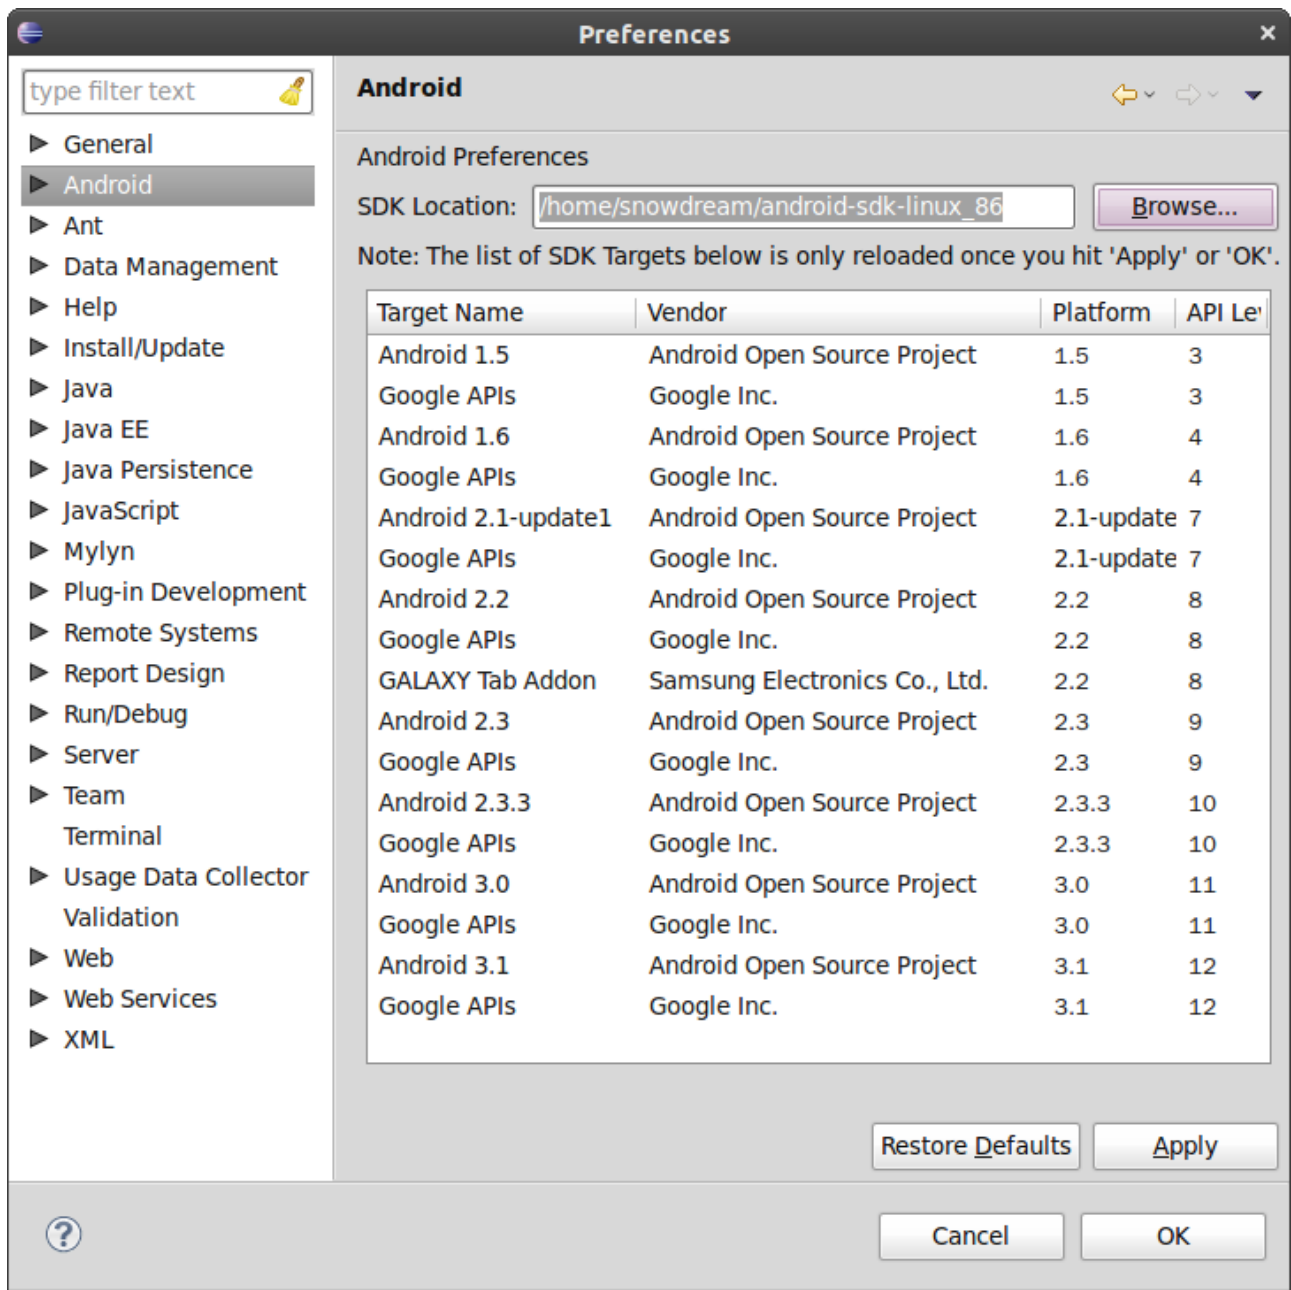 Preferences
type filter text
General
Android
Ant
Data Management
Help
Install/Update
Java
Java EE
Java Persistence
JavaScript
Mylyn
Plug-in Development
Remote Systems
Report Design
Run/Debug
Server
Team
Terminal
Usage Data Collector
Validation
Web
Web Services
XML
Android
Android Preferences
SDK Location: /home/snowdream/android-sdk-linux_86 Browse...
Note: The list of SDK Targets below is only reloaded once you hit 'Apply' or 'OK'.
Target Name Vendor Platform API Lev
Android 1.5 Android Open Source Project 1.5 3
Google APIs Google Inc. 1.5 3
Android 1.6 Android Open Source Project 1.6 4
Google APIs Google Inc. 1.6 4
Android 2.1-update1 Android Open Source Project 2.1-update 7
Google APIs Google Inc. 2.1-update 7
Android 2.2 Android Open Source Project 2.2 8
Google APIs Google Inc. 2.2 8
GALAXY Tab Addon Samsung Electronics Co., Ltd. 2.2 8
Android 2.3 Android Open Source Project 2.3 9
Google APIs Google Inc. 2.3 9
Android 2.3.3 Android Open Source Project 2.3.3 10
Google APIs Google Inc. 2.3.3 10
Android 3.0 Android Open Source Project 3.0 11
Google APIs Google Inc. 3.0 11
Android 3.1 Android Open Source Project 3.1 12
Google APIs Google Inc. 3.1 12
Restore Defaults Apply
? Cancel OK